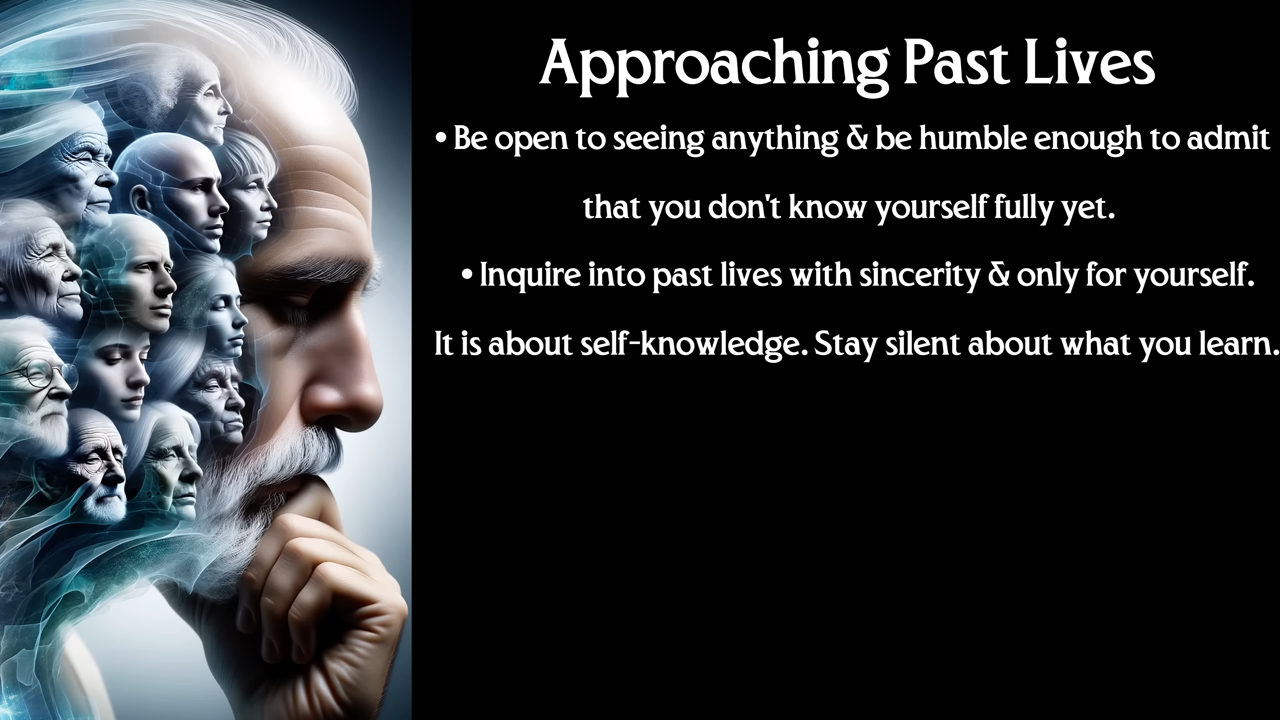 Approaching Past Lives
• Be open to seeing anything & be humble enough to admit
that you don't know yourself fully yet.
• Inquire into past lives with sincerity & only for yourself.
It is about self-knowledge. Stay silent about what you learn.